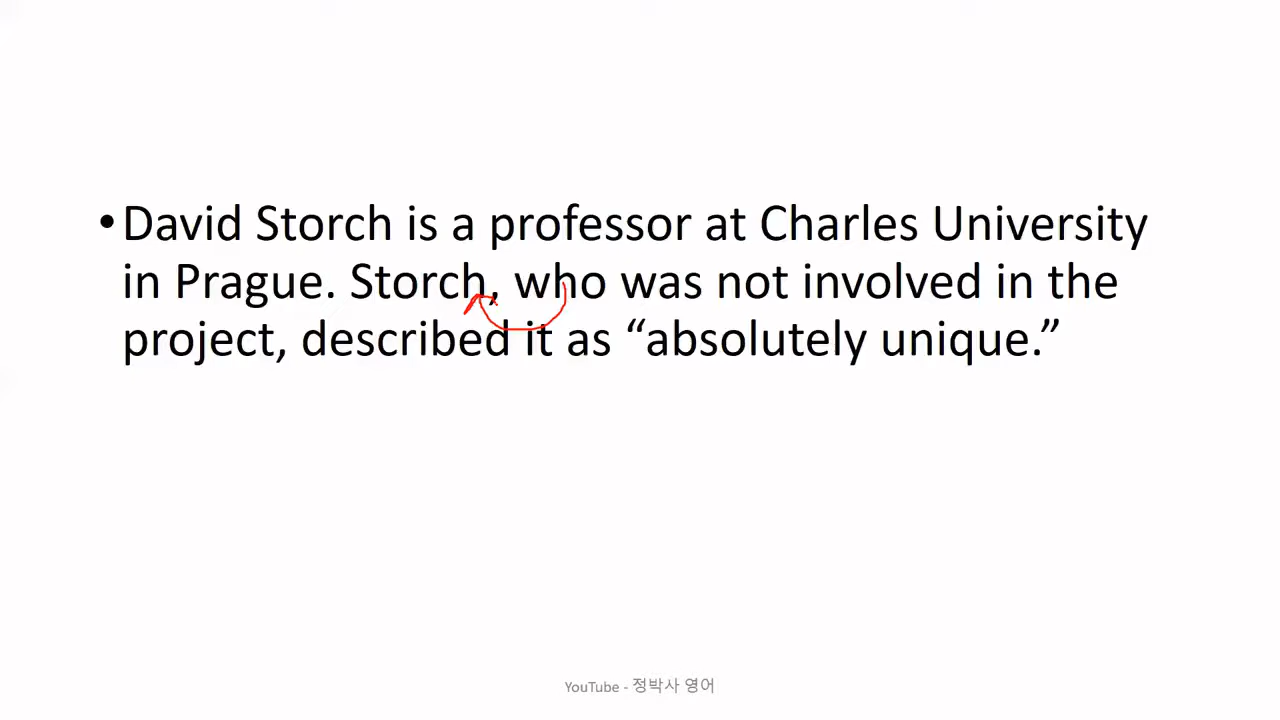 •David Storch is a professor at Charles University
in Prague. Storch, who was not involved in the
project, described it as “absolutely unique.”
YouTube - 정박사 영어